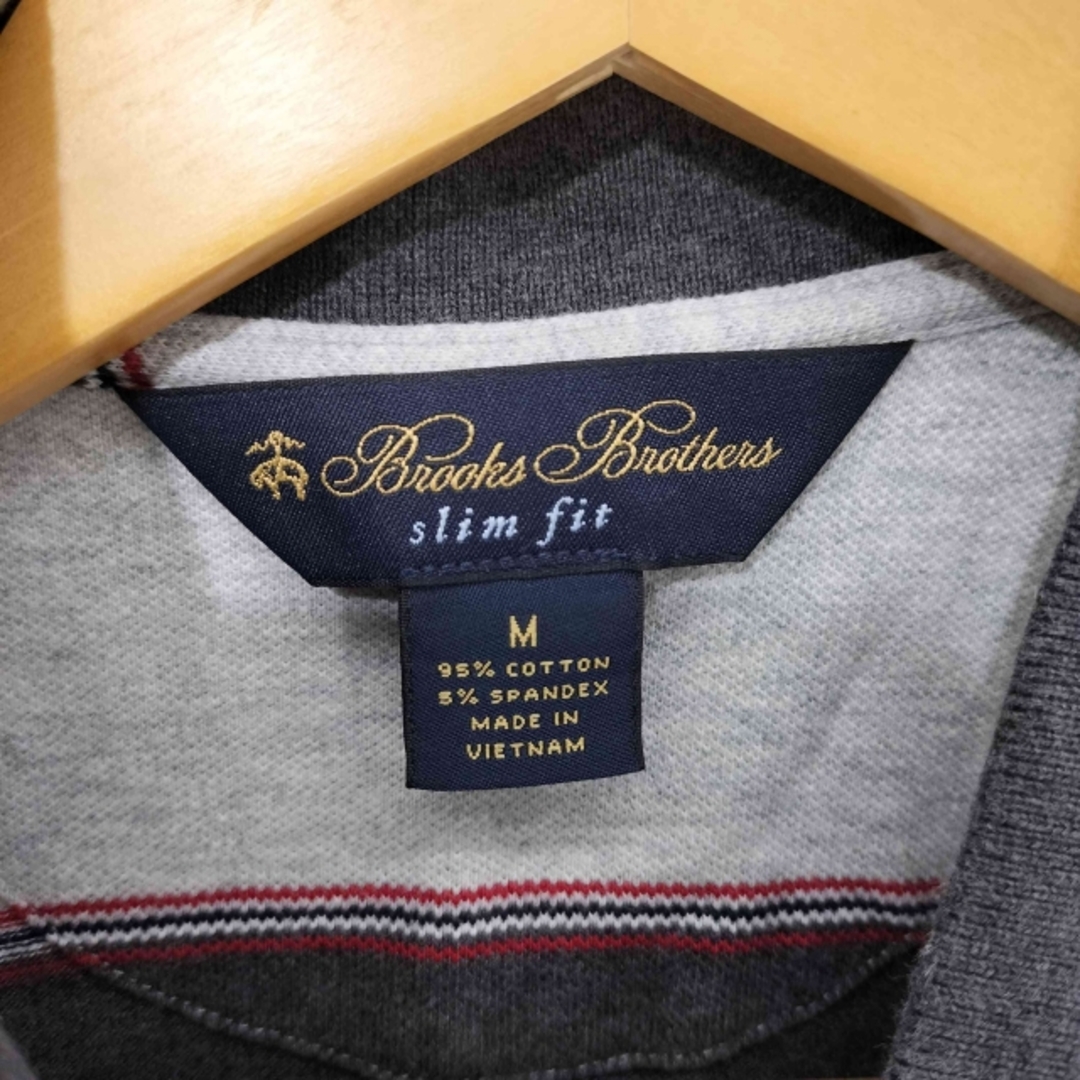 Brooks Brothers
slim fit
M
95% COTTON
5% SPANDEX
MADE IN
VIETNAM